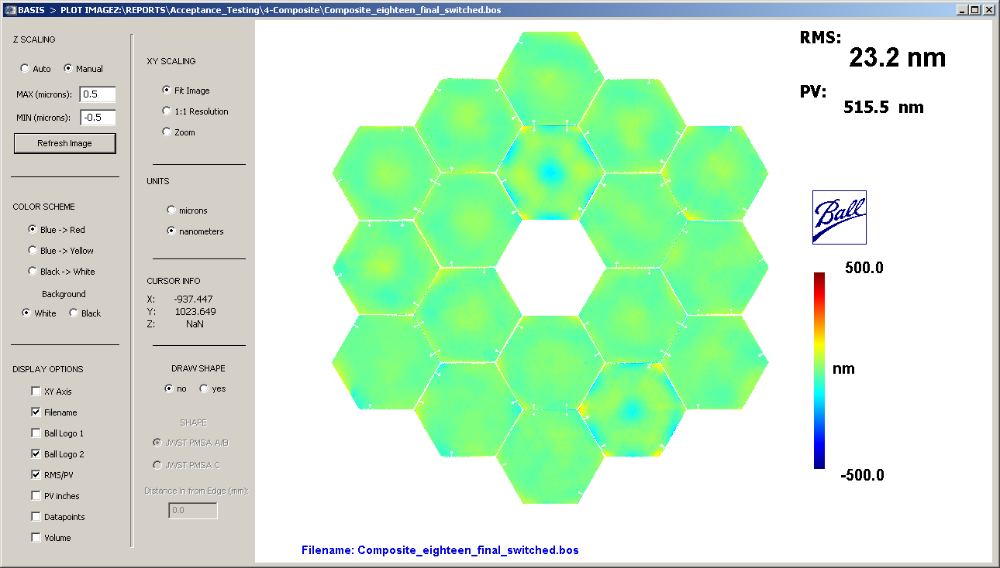 BASIS > PLOT IMAGEZ:\REPORTS\Acceptance_Testing\4-Composite\Composite_eighteen_final_switched.bos
Z SCALING
Auto Manual
MAX (microns): 0.5
MIN (microns): -0.5
Refresh Image
COLOR SCHEME
Blue -> Red
Blue -> Yellow
Black -> White
Background
White Black
DISPLAY OPTIONS
XY Axis
Filename
Ball Logo 1
Ball Logo 2
RMS/PV
PV inches
Datapoints
Volume
XY SCALING
Fit Image
1:1 Resolution
Zoom
UNITS
microns
nanometers
CURSOR INFO
X: -937.447
Y: 1023.649
Z: NaN
DRAW SHAPE
no yes
SHAPE
JWST PMSA A/B
JWST PMSA C
Distance In from Edge (mm):
0.0
RMS:
23.2 nm
PV:
515.5 nm
Ball
500.0
nm
-500.0
Filename: Composite_eighteen_final_switched.bos